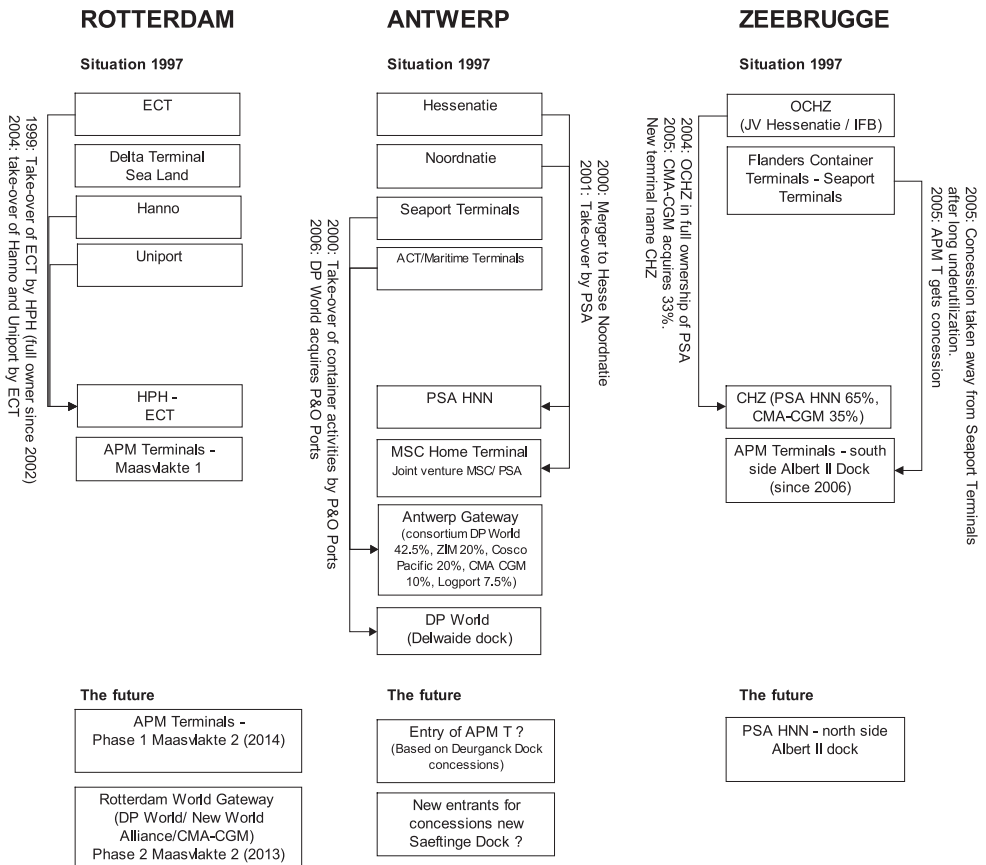 ROTTERDAM
Situation 1997
ECT
Delta Terminal
Sea Land
Hanno
Uniport
1999: Take-over of ECT by HPH (full owner since 2002)
2004: take-over of Hanno and Uniport by ECT
HPH -
ECT
APM Terminals -
Maasvlakte 1
The future
APM Terminals -
Phase 1 Maasvlakte 2 (2014)
Rotterdam World Gateway
(DP World/ New World
Alliance/CMA-CGM)
Phase 2 Maasvlakte 2 (2013)
ANTWERP
Situation 1997
Hessenatie
Noordnatie
Seaport Terminals
ACT/Maritime Terminals
2000: Merger to Hesse Noordnatie
2001: Take-over by PSA
2000: Take-over of container activities by P&O Ports
2006: DP World acquires P&O Ports
PSA HNN
MSC Home Terminal
Joint venture MSC/ PSA
Antwerp Gateway
(consortium DP World
42.5%, ZIM 20%, Cosco
Pacific 20%, CMA CGM
10%, Logport 7.5%)
DP World
(Delwaide dock)
The future
Entry of APM T ?
(Based on Deurganck Dock
concessions)
New entrants for
concessions new
Saeftinge Dock ?
ZEEBRUGGE
Situation 1997
OCHZ
(JV Hessenatie / IFB)
Flanders Container
Terminals - Seaport
Terminals
2004: OCHZ in full ownership of PSA
2005: CMA-CGM acquires 33%.
New temrinal name CHZ
2005: Concession taken away from Seaport Terminals
after long underutilization.
2005: APM T gets concession
CHZ (PSA HNN 65%,
CMA-CGM 35%)
APM Terminals - south
side Albert II Dock
(since 2006)
The future
PSA HNN - north side
Albert II dock